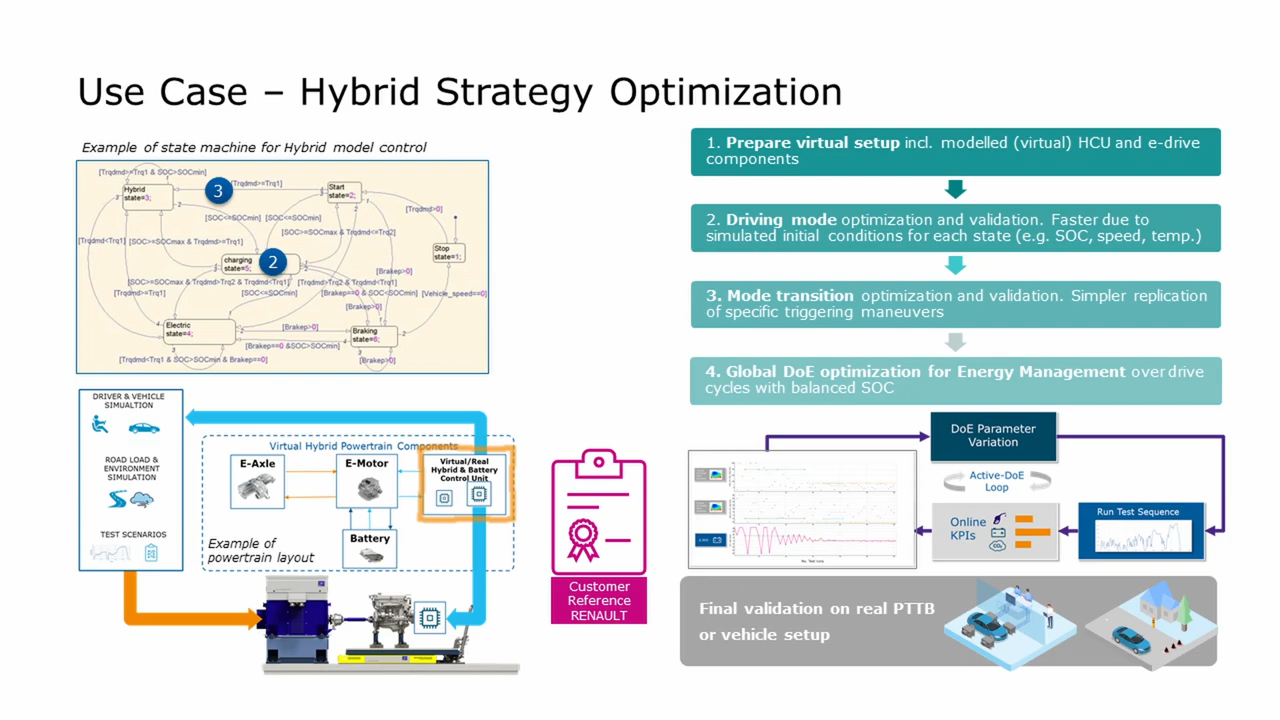 Use Case – Hybrid Strategy Optimization
Example of state machine for Hybrid model control
[Trqdmd>=Trq1 & SOC>SOCmin]
Hybrid
state=3;
3
[Trqdmd>=Trq1]
Start
state=2;
[SOC<=SOCmin]
[SOC<=SOCmin]
[Trqdmd>0]
[SOC>=SOCmax & Trqdmd<=Trq2]
[Trqdmd<Trq1]
[SOC>=SOCmax & Trqdmd>=Trq1]
Stop
state=1;
charging
state=5;
2
[Brakep>0]
[SOC>=SOCmax & Trqdmd>Trq2 & Trqdmd<Trq1]
[Trqdmd>Trq2 & Trqdmd<Trq1]
[Trqdmd>=Trq1]
[SOC<=SOCmin]
[Brakep==0 & SOC<SOCmin]
[Vehicle_speed==0]
[Brakep>0]
Electric
state=4;
[Brakep>0]
Braking
state=6;
[Brakep==0 &SOC>SOCmin]
[Trqdmd<Trq1 & SOC>SOCmin & Brakep==0]
[Brakep>0]
DRIVER & VEHICLE
SIMUALTION
ROAD LOAD &
ENVIRONMENT
SIMULATION
TEST SCENARIOS
Virtual Hybrid Powertrain Components
E-Axle
E-Motor
Virtual/Real
Hybrid & Battery
Control Unit
Battery
Example of
powertrain layout
Customer
Reference
RENAULT
1. Prepare virtual setup incl. modelled (virtual) HCU and e-drive
components
2. Driving mode optimization and validation. Faster due to
simulated initial conditions for each state (e.g. SOC, speed, temp.)
3. Mode transition optimization and validation. Simpler replication
of specific triggering maneuvers
4. Global DoE optimization for Energy Management over drive
cycles with balanced SOC
DoE Parameter
Variation
Active-DoE
Loop
Online
KPIs
CO₂
Run Test Sequence
Final validation on real PTTB
or vehicle setup